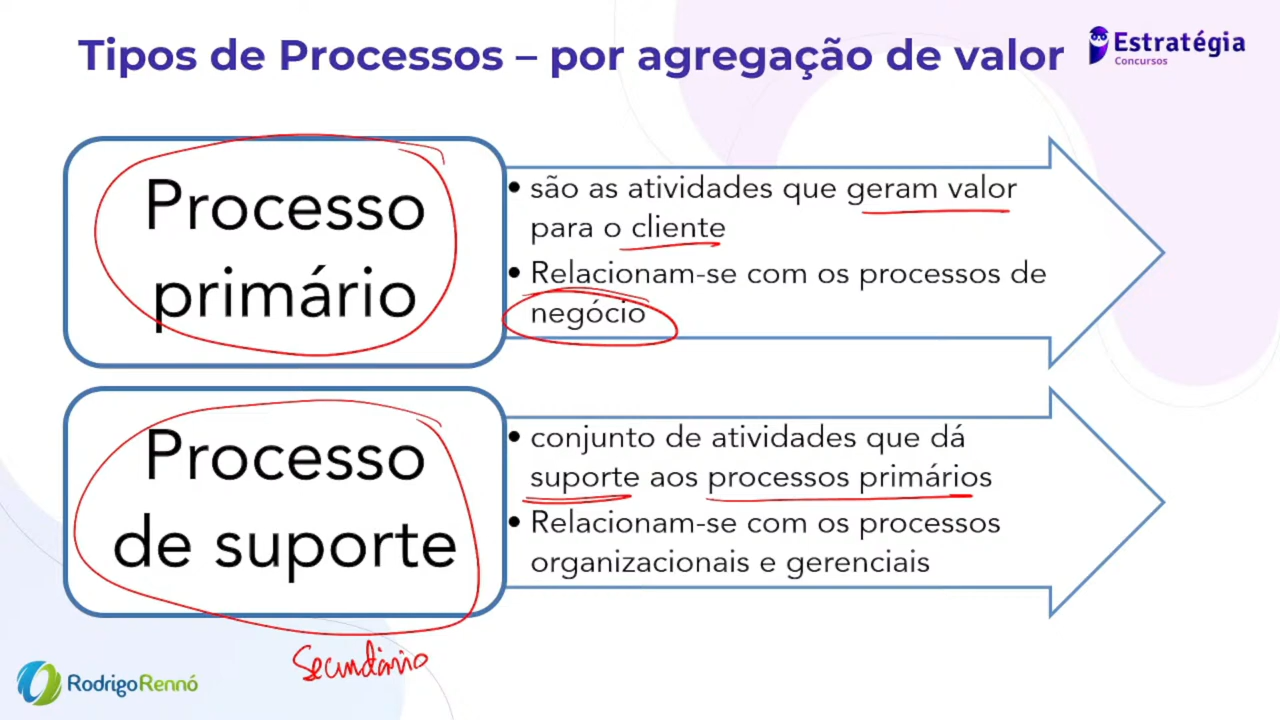 Tipos de Processos – por agregação de valor
Estratégia
Concursos
Processo
primário
• são as atividades que geram valor
para o cliente
• Relacionam-se com os processos de
negócio
Processo
de suporte
• conjunto de atividades que dá
suporte aos processos primários
• Relacionam-se com os processos
organizacionais e gerenciais
Secundário
RodrigoRennó